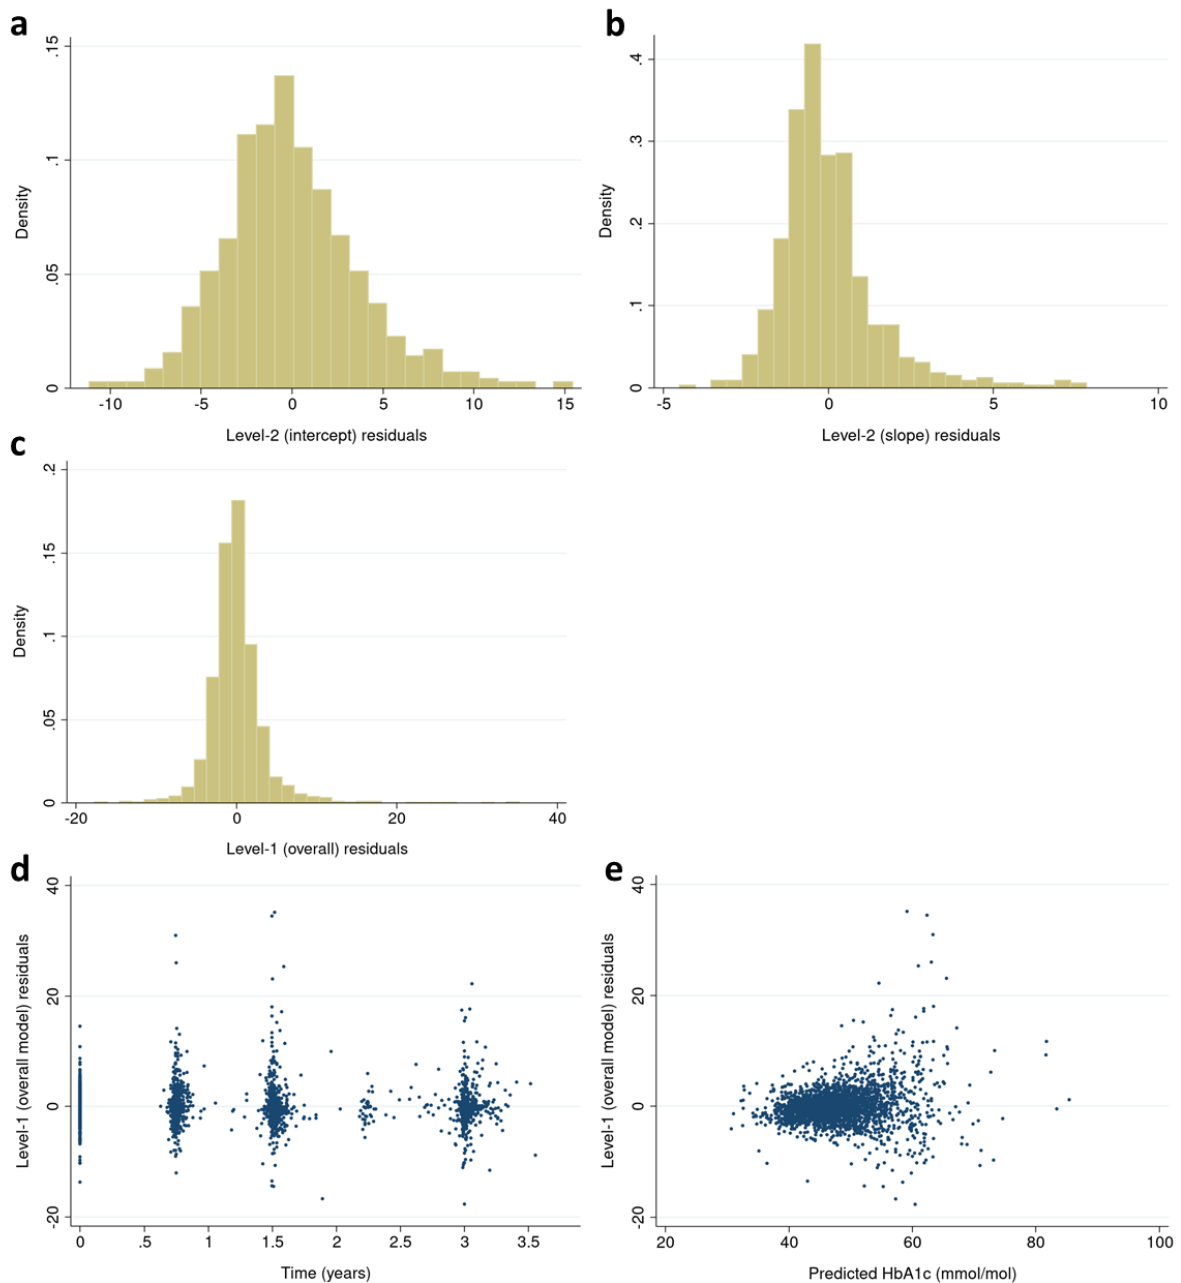 a
.15
.1
.05
0
Density
-10 -5 0 5 10 15
Level-2 (intercept) residuals
b
.4
.3
.2
.1
0
Density
-5 0 5 10
Level-2 (slope) residuals
c
.2
.15
.1
.05
0
Density
-20 0 20 40
Level-1 (overall) residuals
d
40
20
0
-20
Level-1 (overall model) residuals
0 .5 1 1.5 2 2.5 3 3.5
Time (years)
e
40
20
0
-20
Level-1 (overall model) residuals
20 40 60 80 100
Predicted HbA1c (mmol/mol)